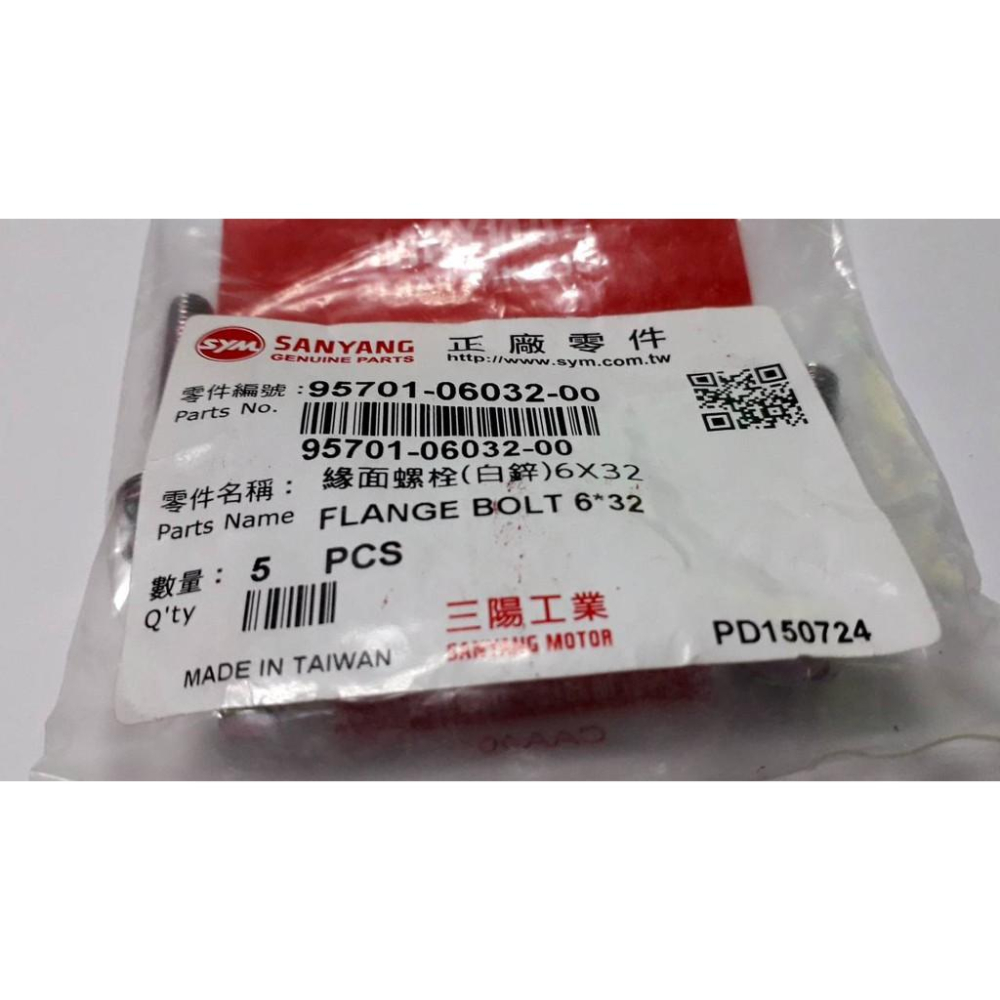 SYM SANYANG 正廠零件
GENUINE PARTS http://www.sym.com.tw
零件編號：95701-06032-00
Parts No.
95701-06032-00
零件名稱： 緣面螺栓(白鋅)6X32
Parts Name FLANGE BOLT 6*32
數量： 5 PCS
Q'ty
三陽工業
SANYANG MOTOR PD150724
MADE IN TAIWAN